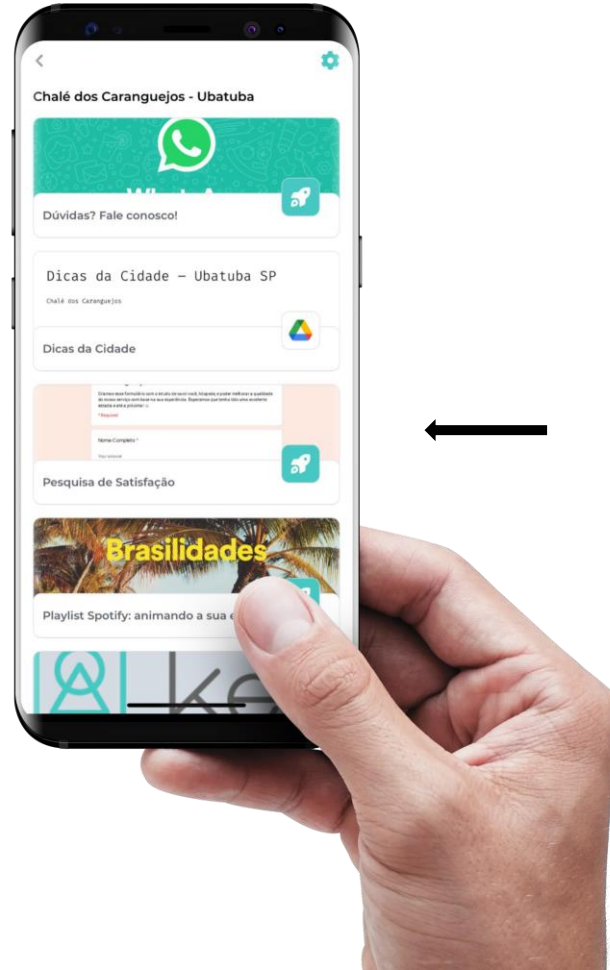 Chalé dos Caranguejos - Ubatuba
Dúvidas? Fale conosco!
Dicas da Cidade – Ubatuba SP
Chalé dos Caranguejos
Dicas da Cidade
* Required
Nome Completo *
Pesquisa de Satisfação
Brasilidades
Playlist Spotify: animando a sua